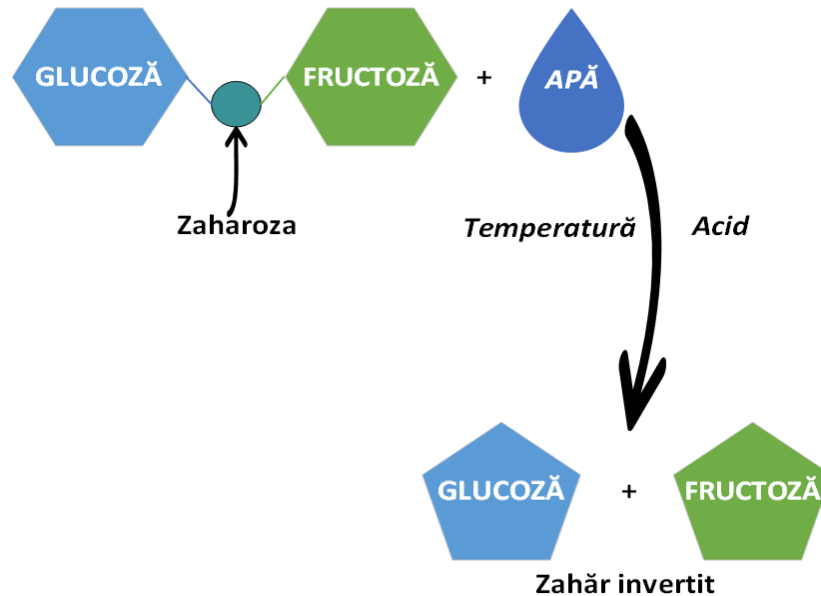 GLUCOZĂ
FRUCTOZĂ
+
APĂ
Zaharoza
Temperatură
Acid
GLUCOZĂ
+
FRUCTOZĂ
Zahăr invertit